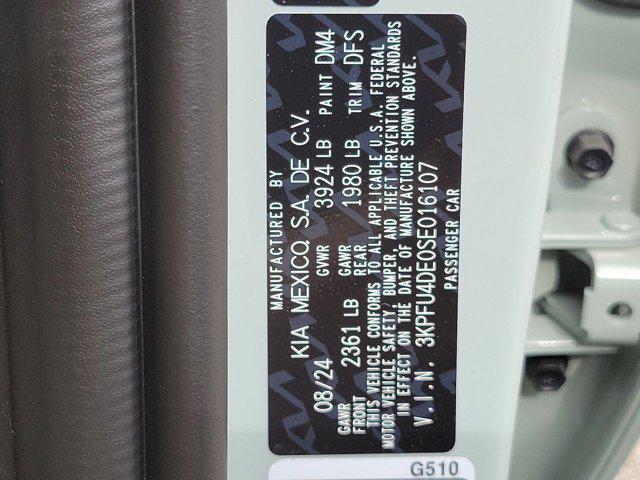 MANUFACTURED BY
KIA MEXICO, S.A. DE C.V.
08/24 GVWR 3924 LB PAINT DM4
GAWR FRONT 2361 LB GAWR REAR 1980 LB TRIM DFS
THIS VEHICLE CONFORMS TO ALL APPLICABLE U.S.A. FEDERAL
MOTOR VEHICLE SAFETY, BUMPER, AND THEFT PREVENTION STANDARDS
IN EFFECT ON THE DATE OF MANUFACTURE SHOWN ABOVE.
V.I.N. 3KPFU4DE0SE016107
PASSENGER CAR
G510